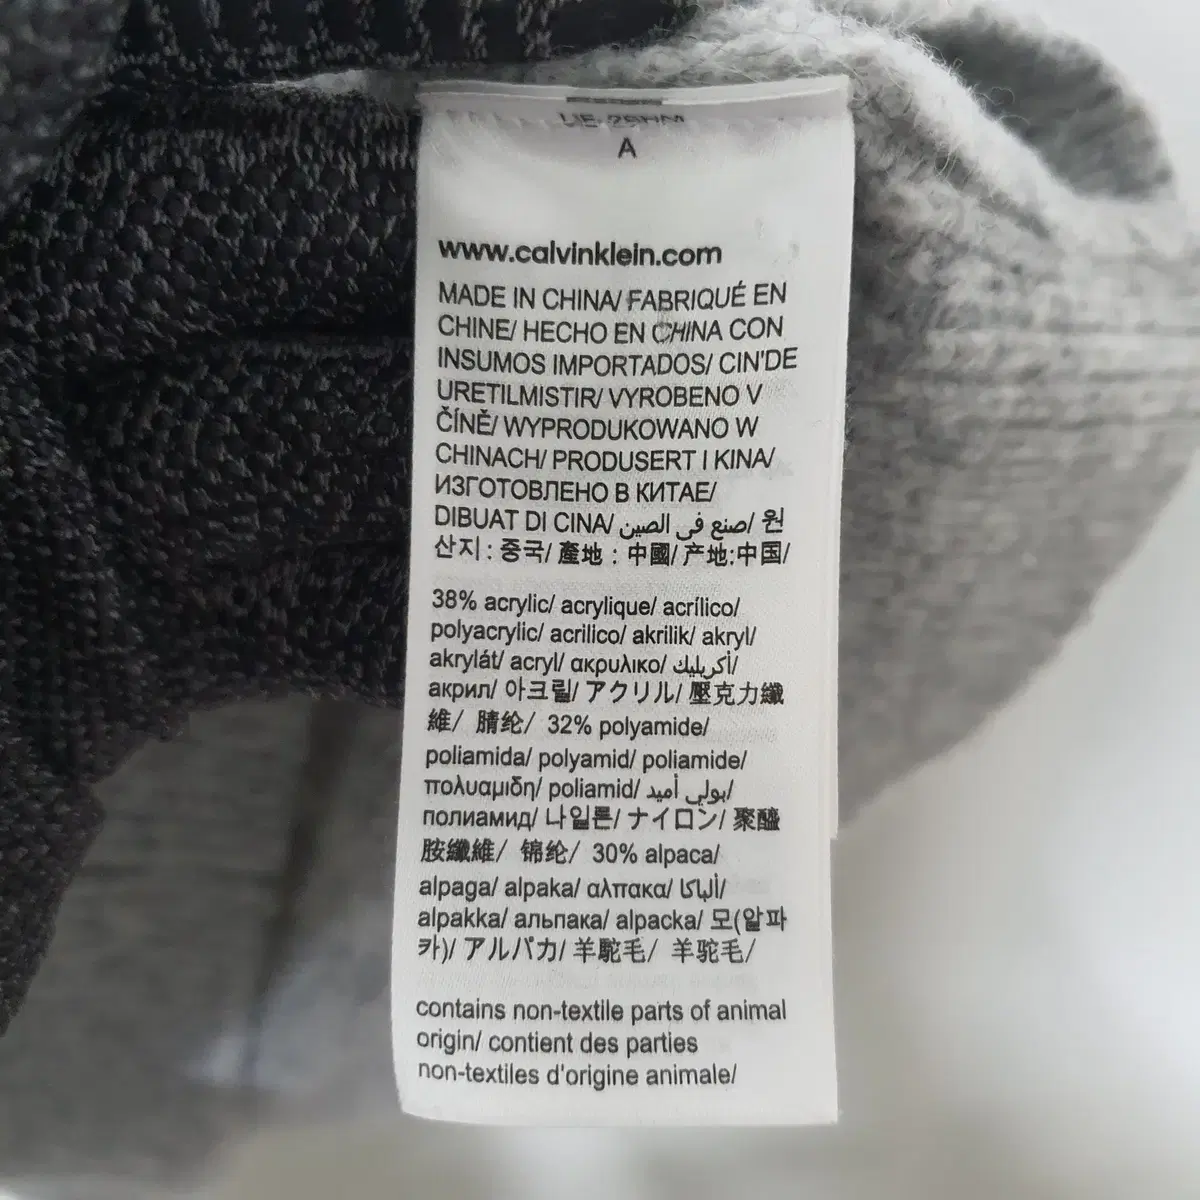 A
www.calvinklein.com
MADE IN CHINA/ FABRIQUÉ EN
CHINE/ HECHO EN CHINA CON
INSUMOS IMPORTADOS/ CIN'DE
URETILMISTIR/ VYROBENO V
ČÍNĚ/ WYPRODUKOWANO W
CHINACH/ PRODUSERT I KINA/
ИЗГОТОВЛЕНО В КИТАЕ/
DIBUAT DI CINA/ صنع في الصين/ 원
산지 : 중국/ 產地 : 中國/ 产地:中国/
38% acrylic/ acrylique/ acrílico/
polyacrylic/ acrilico/ akrilik/ akryl/
akrylát/ acryl/ ακρυλικο/ أكريليك/
акрил/ 아크릴/ アクリル/ 壓克力纖
維/ 腈纶/ 32% polyamide/
poliamida/ polyamid/ poliamide/
πολυαμιδη/ poliamid/ بولي أميد/
полиамид/ 나일론/ ナイロン/ 聚醯
胺纖維/ 锦纶/ 30% alpaca/
alpaga/ alpaka/ αλπακα/ ألباكا/
alpakka/ альпака/ alpacka/ 모(알파
카)/ アルパカ/ 羊駝毛/ 羊驼毛/
contains non-textile parts of animal
origin/ contient des parties
non-textiles d'origine animale/